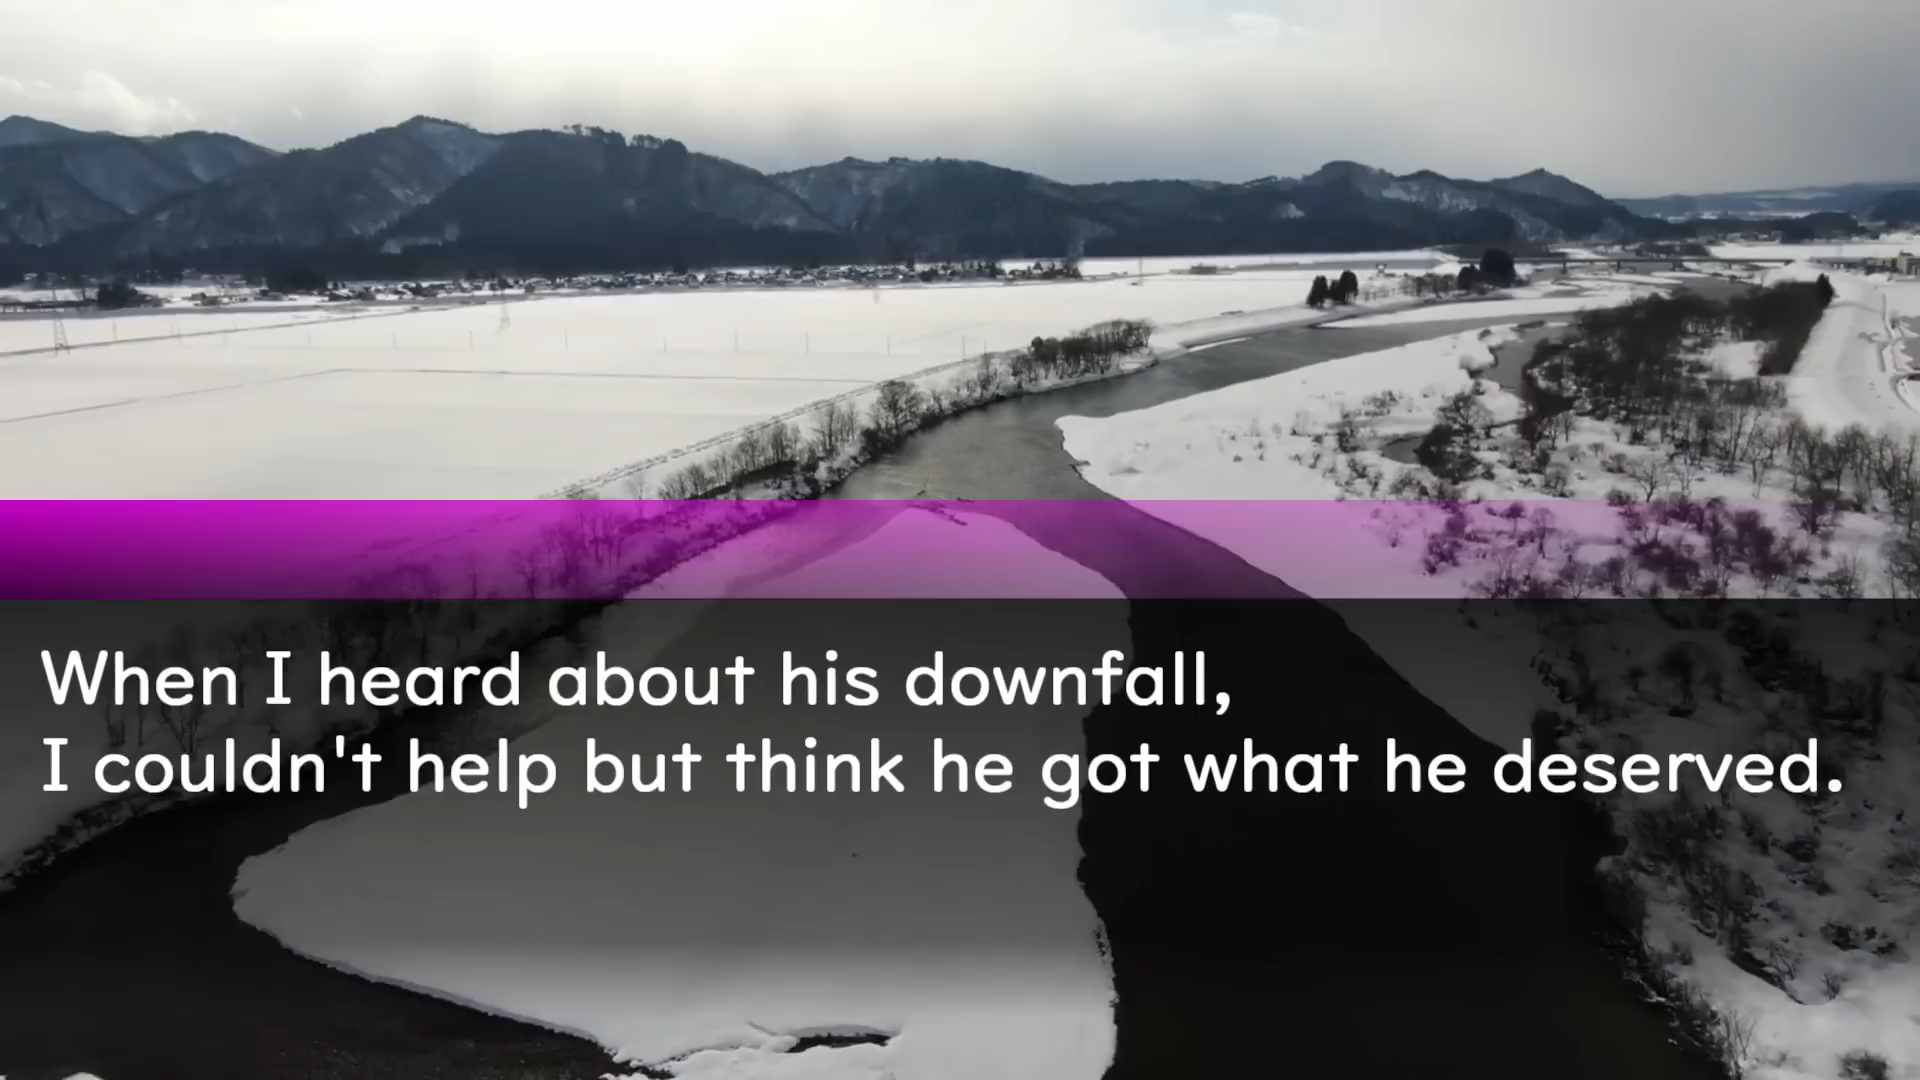 When I heard about his downfall,
I couldn't help but think he got what he deserved.